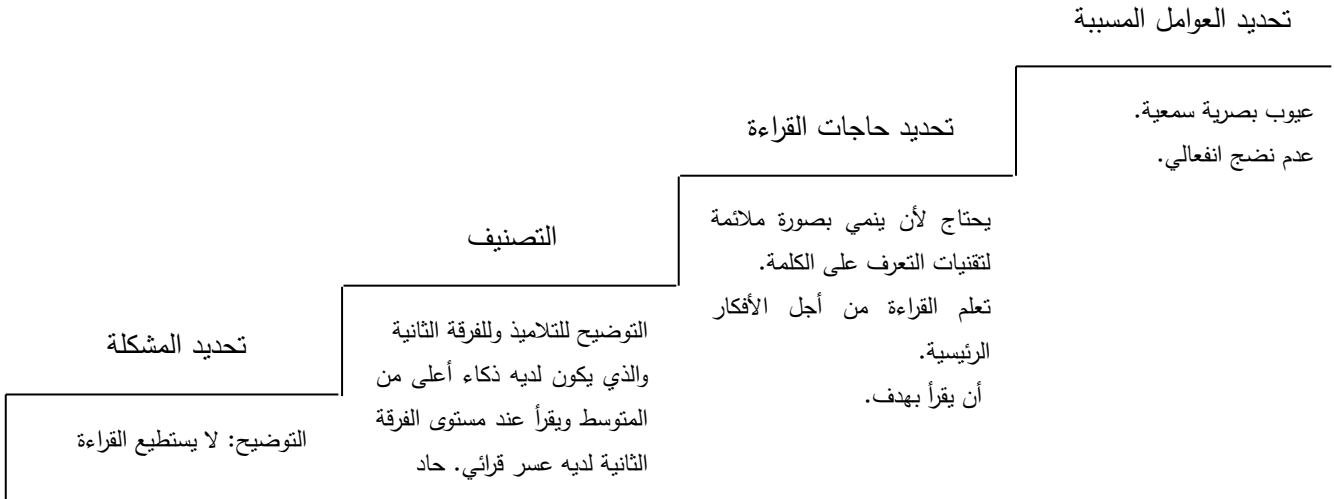 تحديد العوامل المسببة
عيوب بصرية سمعية.
عدم نضج انفعالي.
تحديد حاجات القراءة
يحتاج لأن ينمي بصورة ملائمة
لتقنيات التعرف على الكلمة.
تعلم القراءة من أجل الأفكار
الرئيسية.
أن يقرأ بهدف.
التصنيف
التوضيح للتلاميذ وللفرقة الثانية
والذي يكون لديه ذكاء أعلى من
المتوسط ويقرأ عند مستوى الفرقة
الثانية لديه عسر قرائي. حاد
تحديد المشكلة
التوضيح: لا يستطيع القراءة